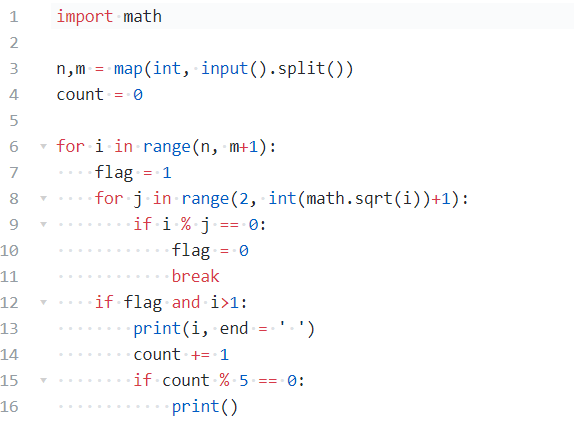 1 import math
2
3 n,m = map(int, input().split())
4 count = 0
5
6 for i in range(n, m+1):
7     flag = 1
8     for j in range(2, int(math.sqrt(i))+1):
9         if i % j == 0:
10             flag = 0
11             break
12     if flag and i>1:
13         print(i, end = ' ')
14         count += 1
15         if count % 5 == 0:
16             print()